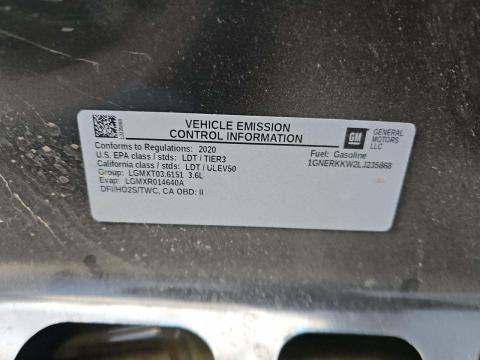 VEHICLE EMISSION
CONTROL INFORMATION
GM
GENERAL
MOTORS
LLC
Conforms to Regulations: 2020
U.S. EPA class / stds: LDT / TIER3
California class / stds: LDT / ULEV50
Group: LGMXT03.6151 3.6L
Evap: LGMXR014640A
DFI/HO2S/TWC, CA OBD: II
Fuel: Gasoline
1GNERKKW2LJ235868